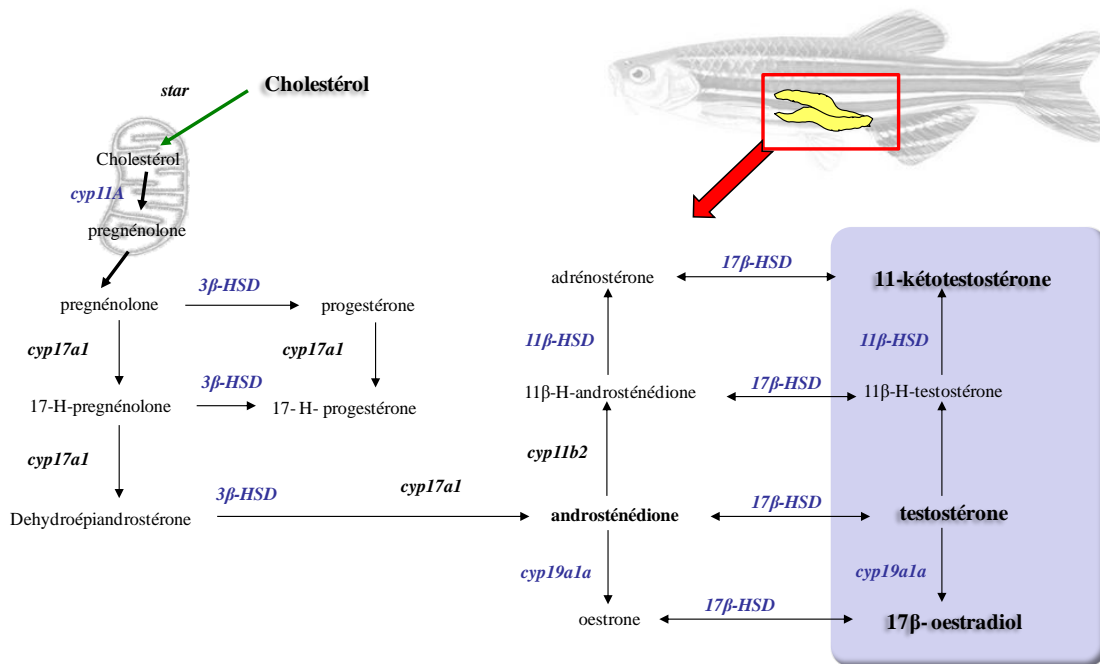 Cholestérol
star
Cholestérol
cyp11A
pregnénolone
adrénostérone
17β-HSD
11-kétotestostérone
pregnénolone
3β-HSD
progestérone
11β-HSD
11β-HSD
cyp17a1
cyp17a1
17-H-pregnénolone
3β-HSD
17- H- progestérone
11β-H-androsténédione
17β-HSD
11β-H-testostérone
cyp17a1
cyp11b2
Dehydroépiandrostérone
3β-HSD
cyp17a1
androsténédione
17β-HSD
testostérone
cyp19a1a
cyp19a1a
oestrone
17β-HSD
17β- oestradiol